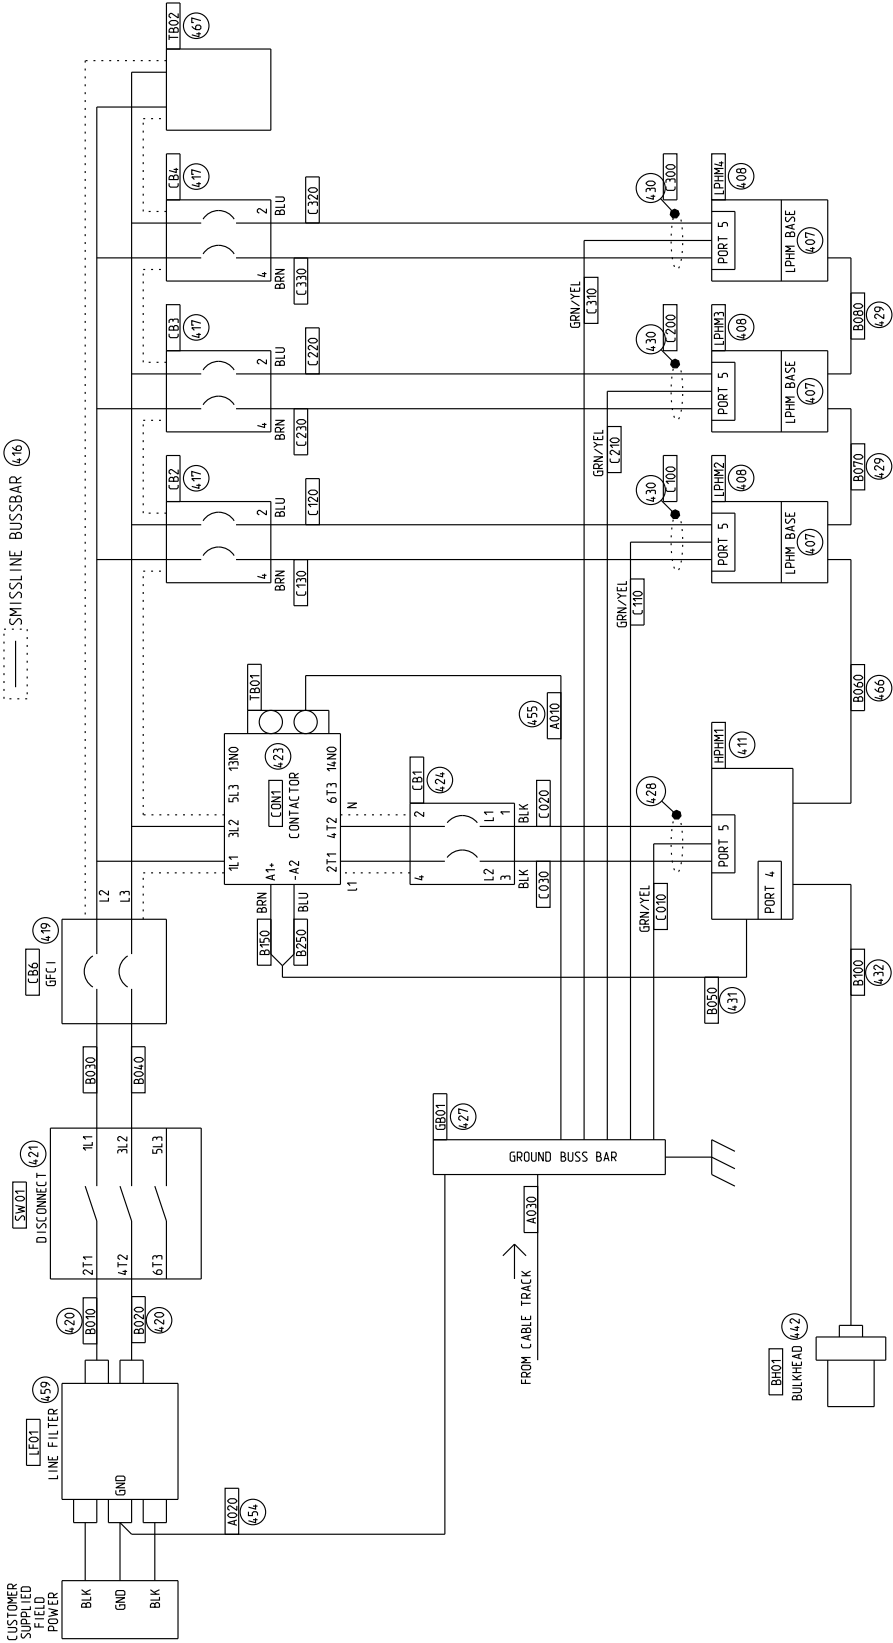 CUSTOMER
SUPPLIED
FIELD
POWER
BLK
GND
BLK
LF01
LINE FILTER
459
GND
A020
454
420
B010
B020
420
SW01
DISCONNECT
421
2T1
4T2
6T3
1L1
3L2
5L3
B030
B040
CB6
GFCI
419
L2
L3
SMISSLINE BUSSBAR
416
1L1
3L2
5L3
13NO
A1+
-A2
CON1
CONTACTOR
423
2T1
4T2
6T3
14NO
TB01
BRN
BLU
B150
B250
L1
N
CB1
424
4
2
L2
L1
3
1
BLK
BLK
C030
C020
455
A010
GRN/YEL
C010
428
HPHM1
411
PORT 5
PORT 4
B050
431
B100
432
B060
466
GB01
427
GROUND BUSS BAR
A030
FROM CABLE TRACK
BH01
BULKHEAD
442
CB2
417
4
2
BRN
BLU
C130
C120
GRN/YEL
C110
430
C100
LPHM2
408
PORT 5
LPHM BASE
407
B070
429
CB3
417
4
2
BRN
BLU
C230
C220
GRN/YEL
C210
430
C200
LPHM3
408
PORT 5
LPHM BASE
407
B080
429
CB4
417
4
2
BRN
BLU
C330
C320
GRN/YEL
C310
430
C300
LPHM4
408
PORT 5
LPHM BASE
407
TB02
467